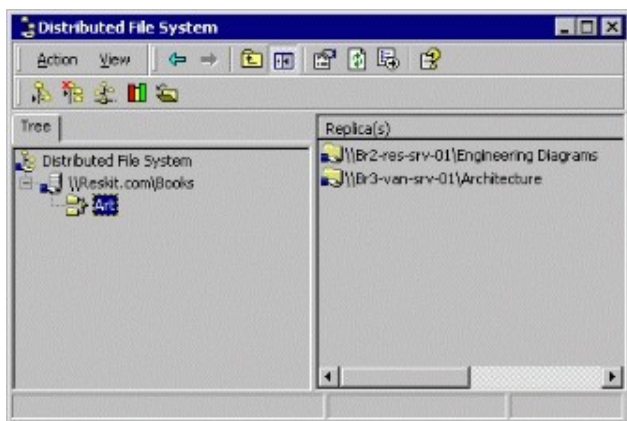 Distributed File System
Action View
Tree
Replica(s)
Distributed File System
\\Reskit.com\Books
Art
\\Br2-res-srv-01\Engineering Diagrams
\\Br3-van-srv-01\Architecture